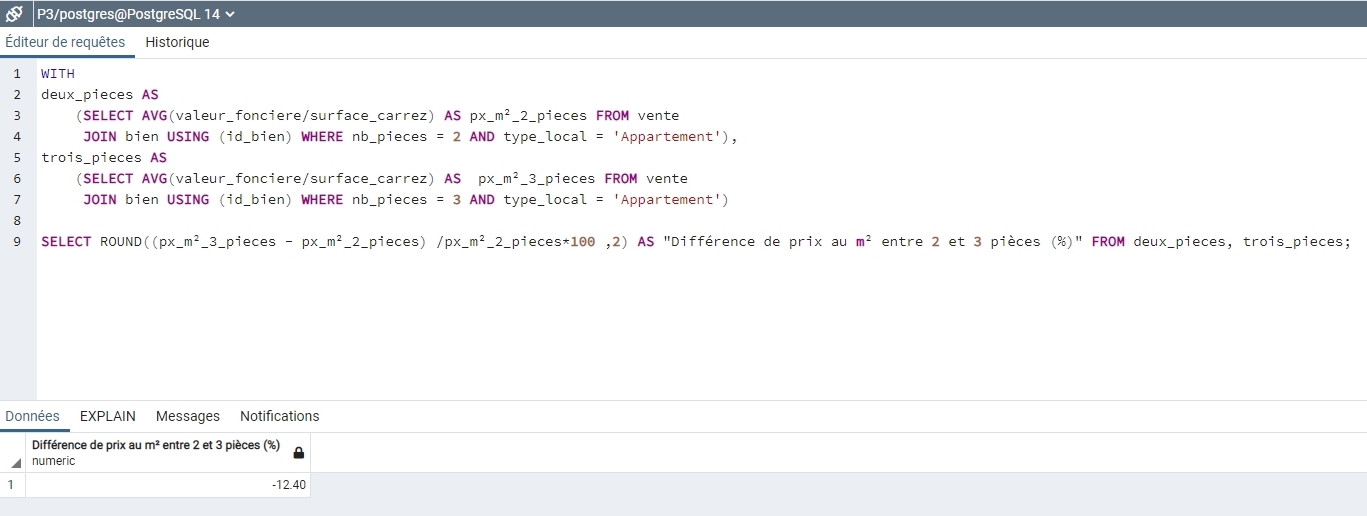 P3/postgres@PostgreSQL 14
Éditeur de requêtes Historique
1 WITH
2 deux_pieces AS
3 (SELECT AVG(valeur_fonciere/surface_carrez) AS px_m²_2_pieces FROM vente
4 JOIN bien USING (id_bien) WHERE nb_pieces = 2 AND type_local = 'Appartement'),
5 trois_pieces AS
6 (SELECT AVG(valeur_fonciere/surface_carrez) AS  px_m²_3_pieces FROM vente
7 JOIN bien USING (id_bien) WHERE nb_pieces = 3 AND type_local = 'Appartement')
8
9 SELECT ROUND((px_m²_3_pieces - px_m²_2_pieces) /px_m²_2_pieces*100 ,2) AS "Différence de prix au m² entre 2 et 3 pièces (%)" FROM deux_pieces, trois_pieces;
Données EXPLAIN Messages Notifications
Différence de prix au m² entre 2 et 3 pièces (%)
numeric
1 -12.40